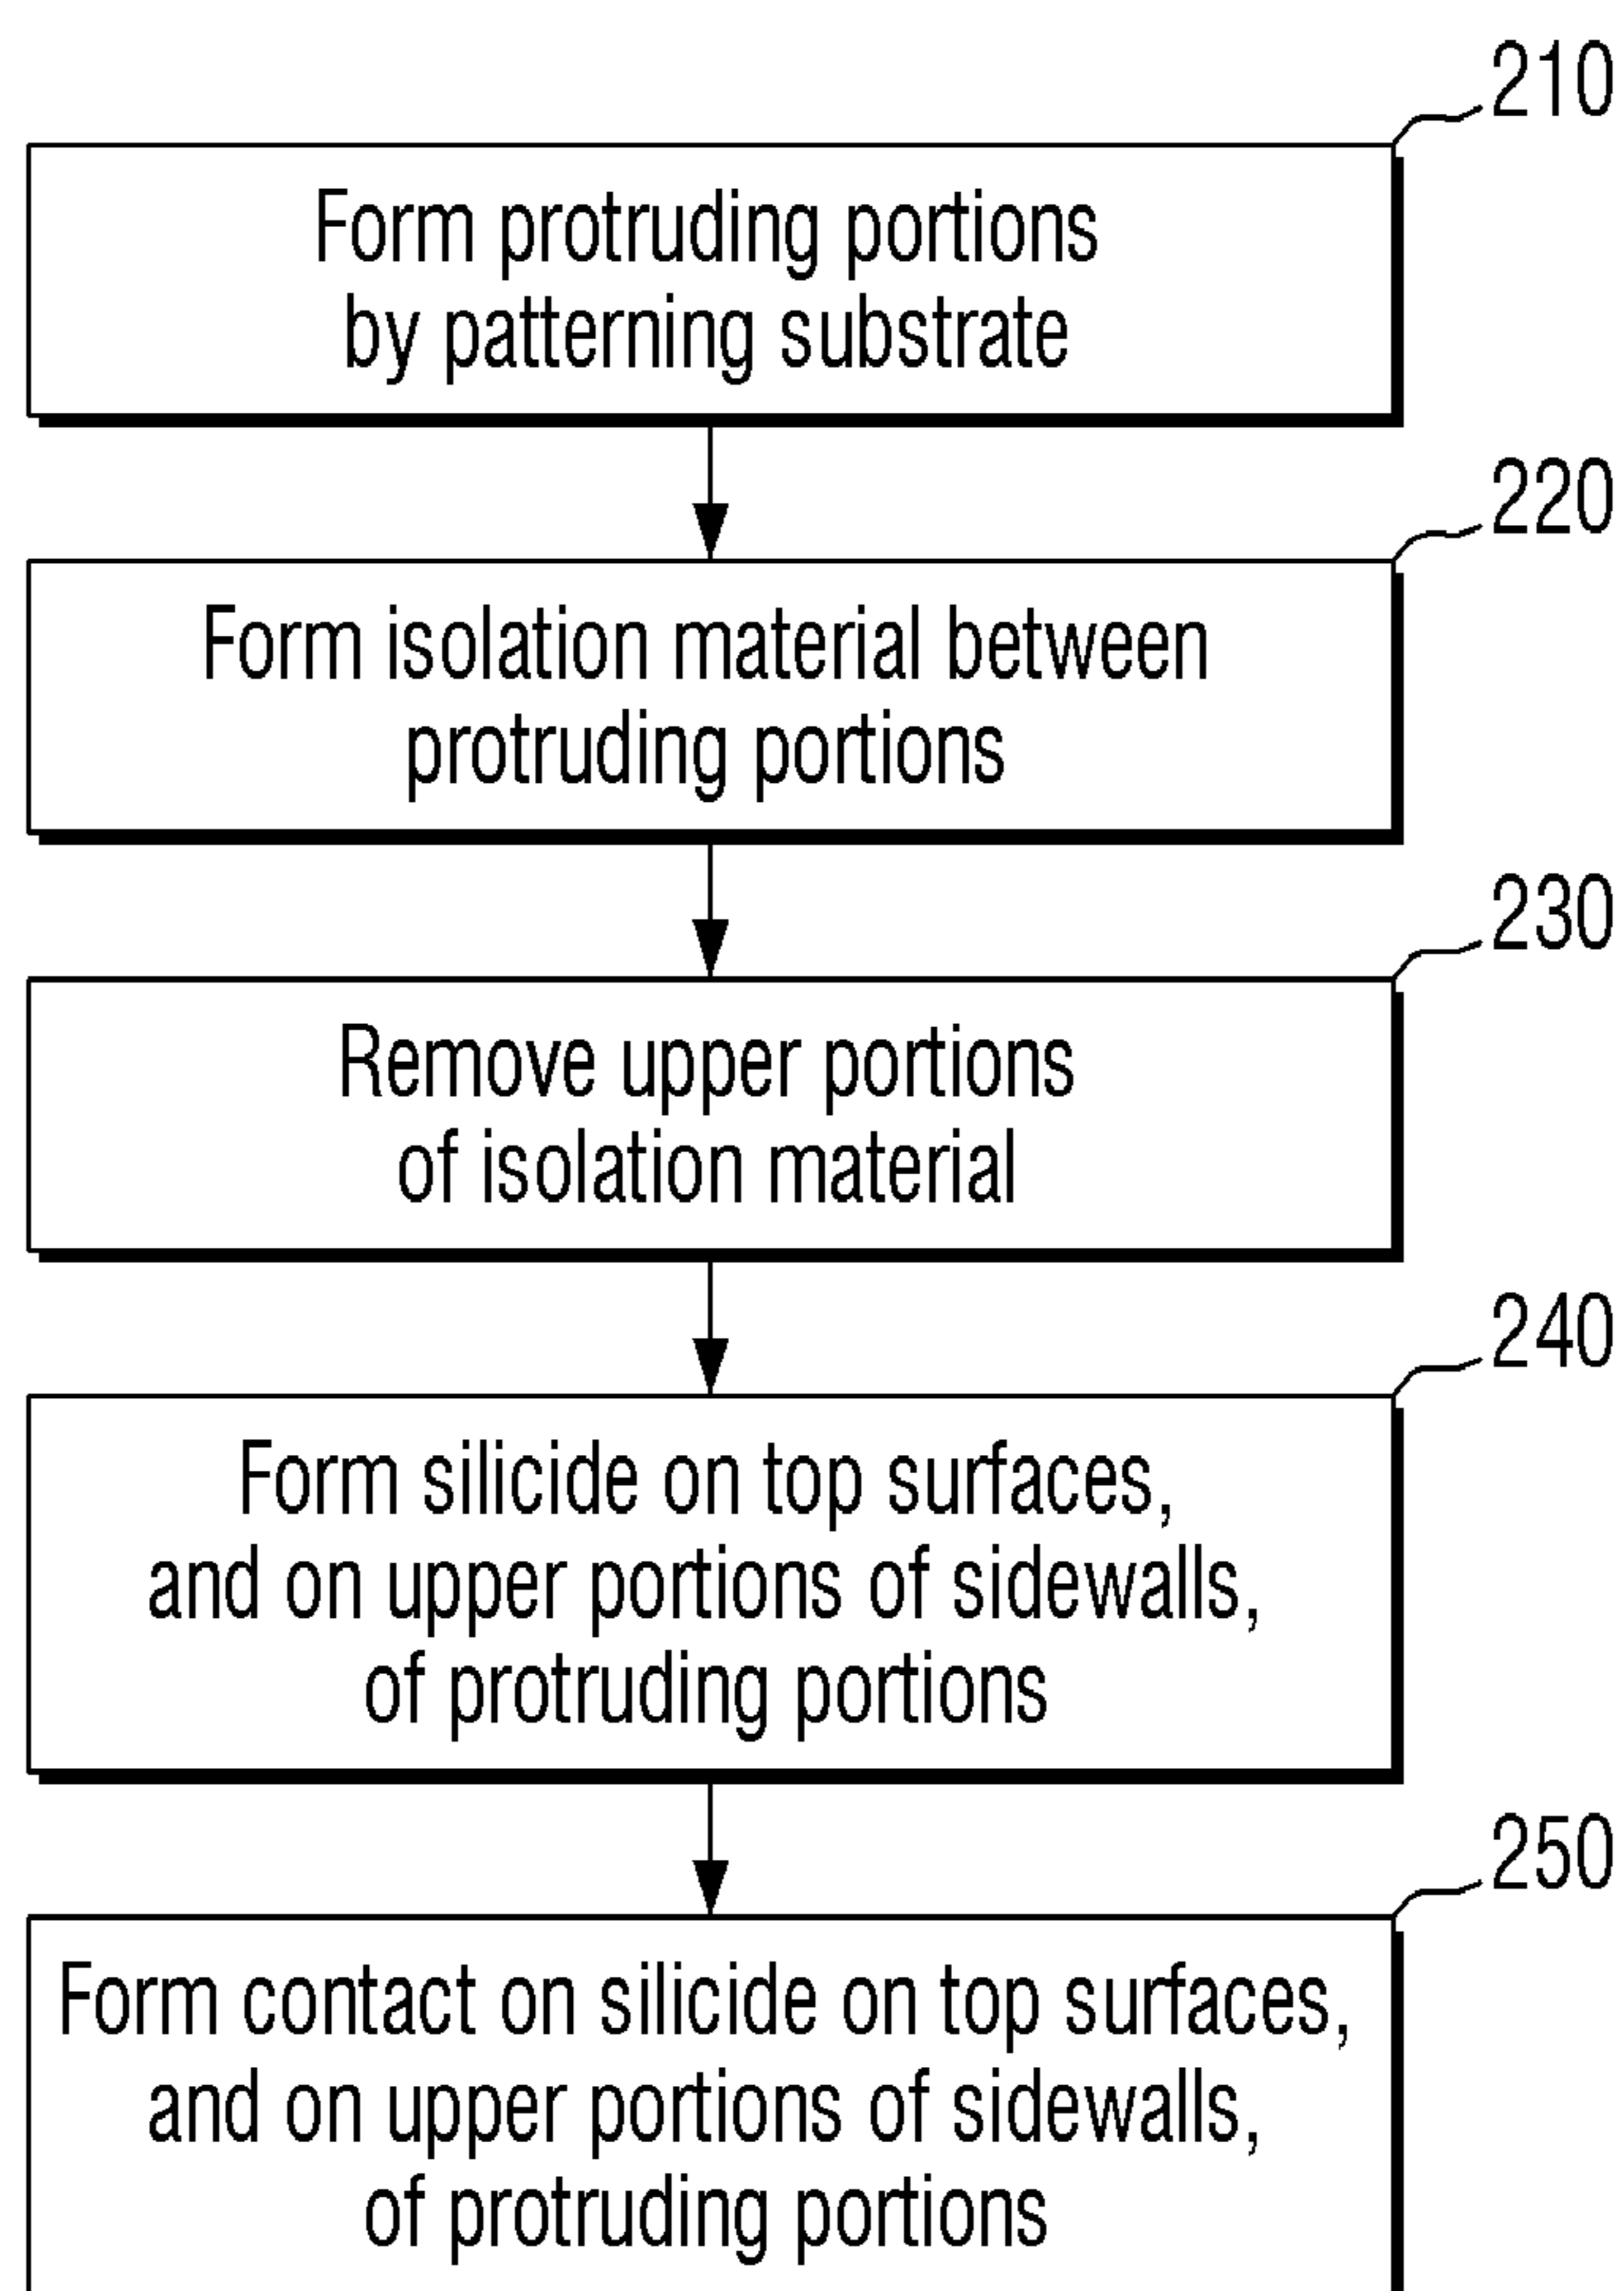 210
Form protruding portions
by patterning substrate
220
Form isolation material between
protruding portions
230
Remove upper portions
of isolation material
240
Form silicide on top surfaces,
and on upper portions of sidewalls,
of protruding portions
250
Form contact on silicide on top surfaces,
and on upper portions of sidewalls,
of protruding portions